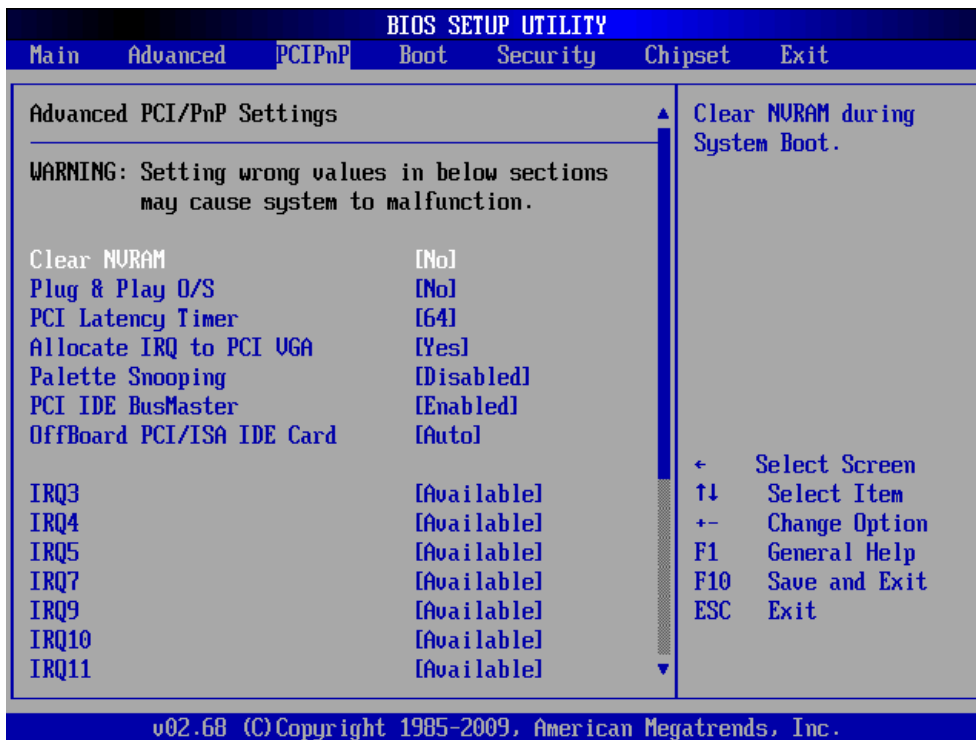 BIOS SETUP UTILITY
Main Advanced PCIPnP Boot Security Chipset Exit
Advanced PCI/PnP Settings
WARNING: Setting wrong values in below sections
may cause system to malfunction.
Clear NVRAM [No]
Plug & Play O/S [No]
PCI Latency Timer [64]
Allocate IRQ to PCI VGA [Yes]
Palette Snooping [Disabled]
PCI IDE BusMaster [Enabled]
OffBoard PCI/ISA IDE Card [Auto]
IRQ3 [Available]
IRQ4 [Available]
IRQ5 [Available]
IRQ7 [Available]
IRQ9 [Available]
IRQ10 [Available]
IRQ11 [Available]
Clear NVRAM during
System Boot.
← Select Screen
↑↓ Select Item
+- Change Option
F1 General Help
F10 Save and Exit
ESC Exit
v02.68 (C)Copyright 1985-2009, American Megatrends, Inc.